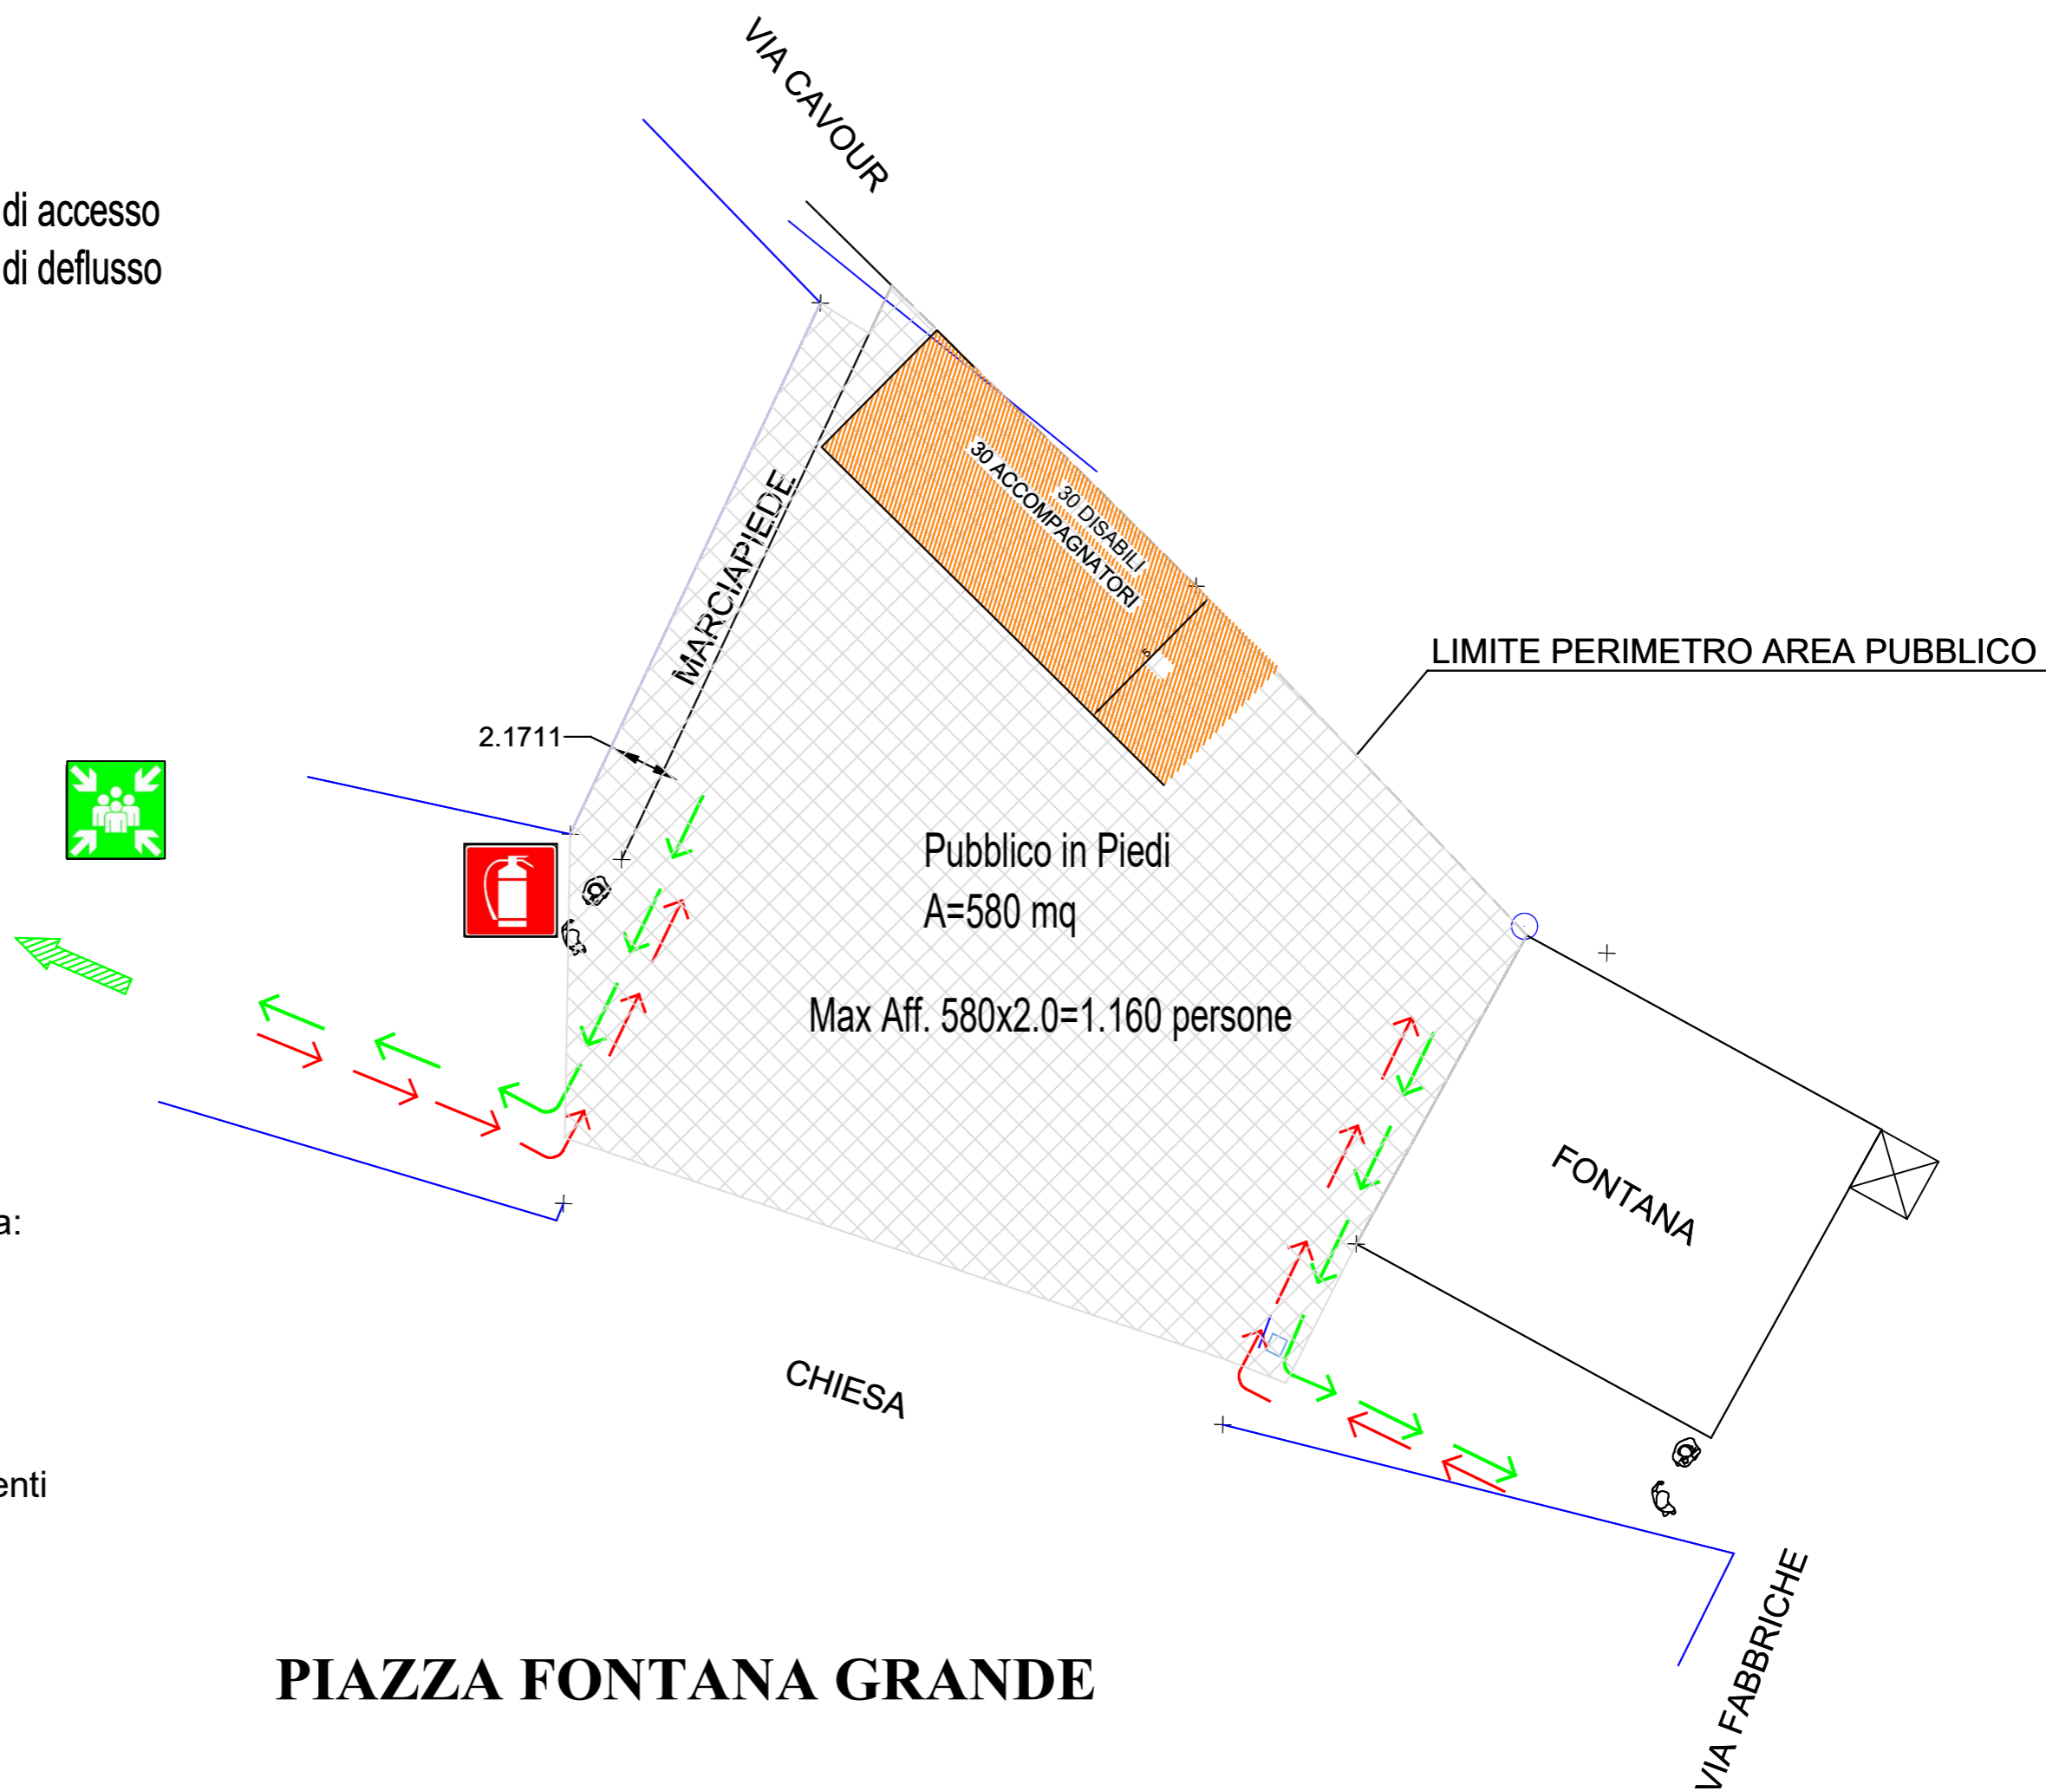 VIA CAVOUR
di accesso
di deflusso
30 DISABILI
30 ACCOMPAGNATORI
MARCIAPIEDE
5
LIMITE PERIMETRO AREA PUBBLICO
2.1711
Pubblico in Piedi
A=580 mq
Max Aff. 580x2.0=1.160 persone
FONTANA
a:
CHIESA
enti
VIA FABBRICHE
PIAZZA FONTANA GRANDE